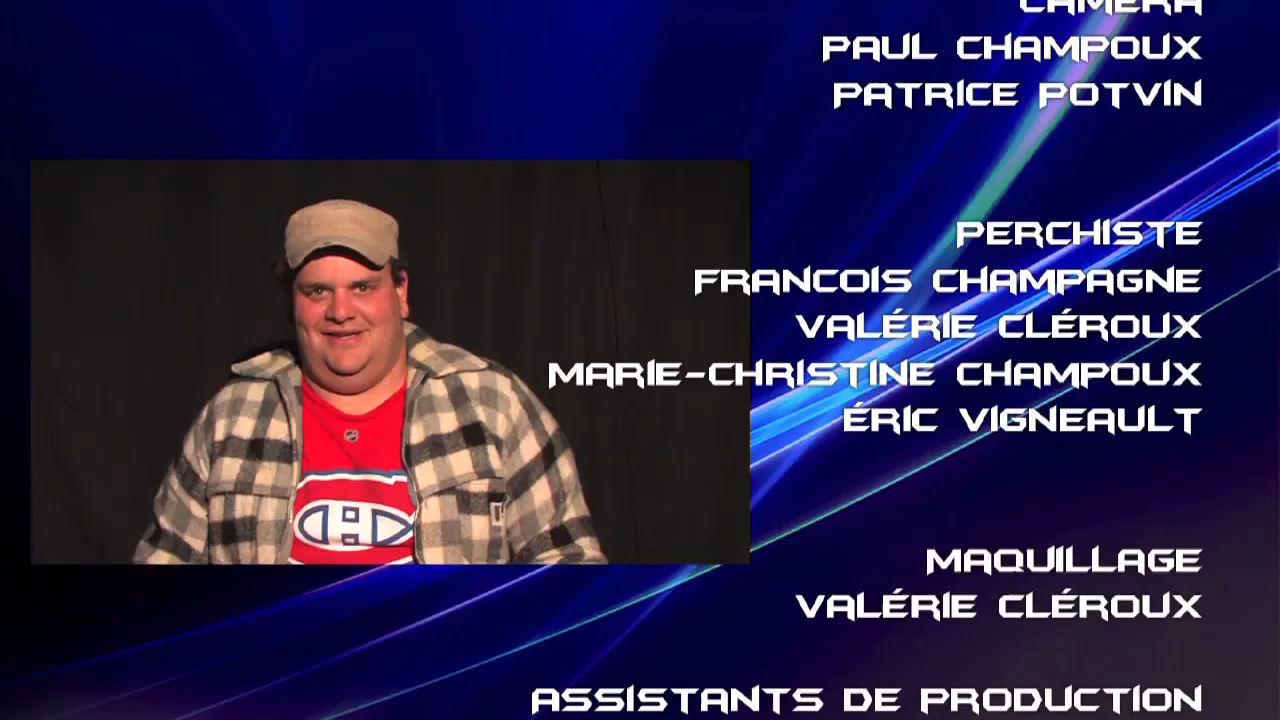 CAMERA
PAUL CHAMPOUX
PATRICE POTVIN
PERCHISTE
FRANCOIS CHAMPAGNE
VALÉRIE CLÉROUX
MARIE-CHRISTINE CHAMPOUX
ÉRIC VIGNEAULT
MAQUILLAGE
VALÉRIE CLÉROUX
ASSISTANTS DE PRODUCTION